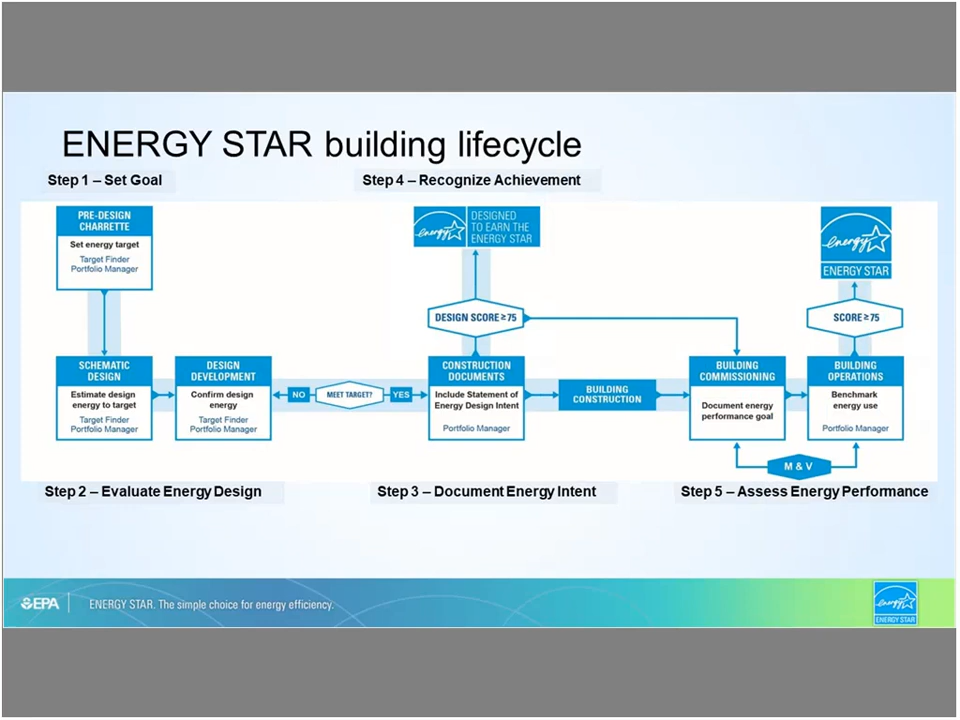 ENERGY STAR building lifecycle
Step 1 – Set Goal
Step 4 – Recognize Achievement
PRE-DESIGN
CHARRETTE
Set energy target
Target Finder
Portfolio Manager
energy
DESIGNED
TO EARN THE
ENERGY STAR
energy
ENERGY STAR
DESIGN SCORE ≥ 75
SCORE ≥ 75
SCHEMATIC
DESIGN
Estimate design
energy to target
Target Finder
Portfolio Manager
DESIGN
DEVELOPMENT
Confirm design
energy
Target Finder
Portfolio Manager
NO
MEET TARGET?
YES
CONSTRUCTION
DOCUMENTS
Include Statement of
Energy Design Intent
Portfolio Manager
BUILDING
CONSTRUCTION
BUILDING
COMMISSIONING
Document energy
performance goal
BUILDING
OPERATIONS
Benchmark
energy use
Portfolio Manager
M & V
Step 2 – Evaluate Energy Design
Step 3 – Document Energy Intent
Step 5 – Assess Energy Performance
EPA
ENERGY STAR. The simple choice for energy efficiency.
energy
ENERGY STAR